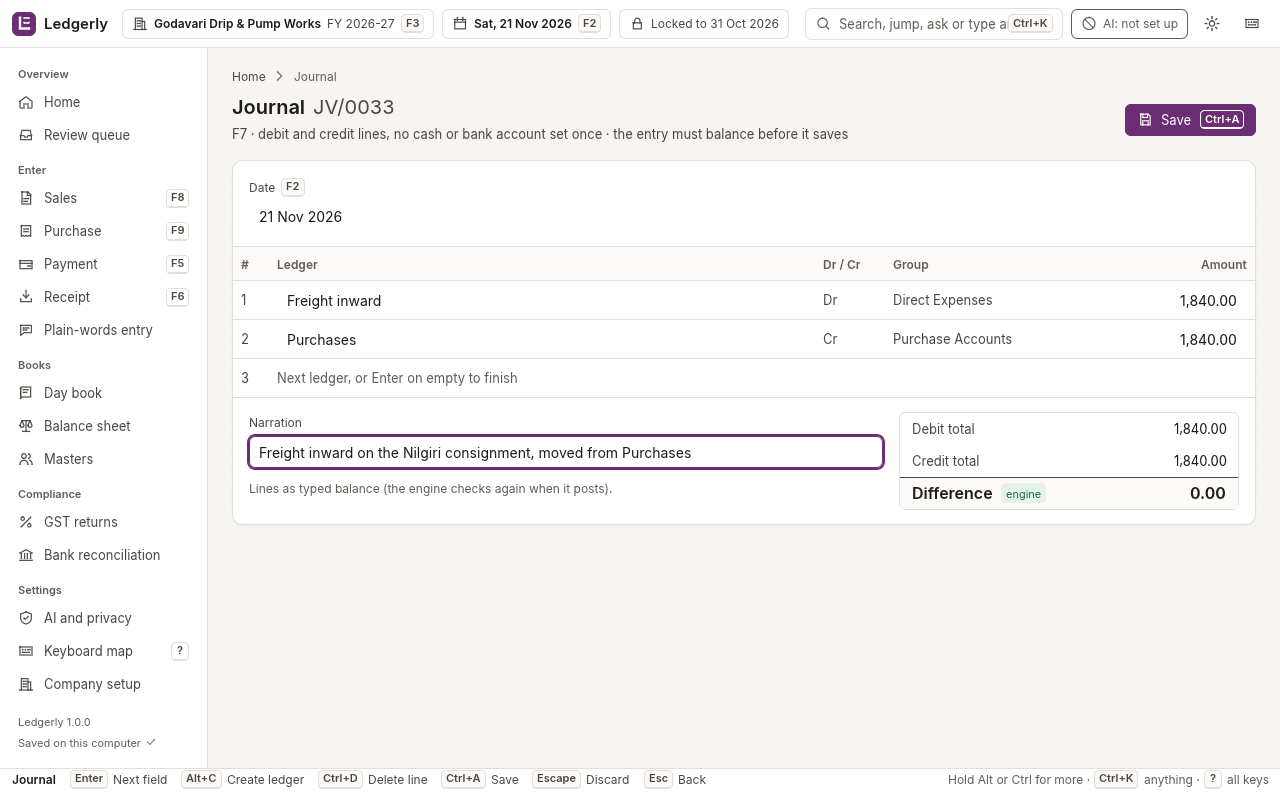 Ledgerly
Godavari Drip & Pump Works FY 2026-27 F3
Sat, 21 Nov 2026 F2
Locked to 31 Oct 2026
Search, jump, ask or type a Ctrl+K
AI: not set up
Overview
Home
Review queue
Enter
Sales F8
Purchase F9
Payment F5
Receipt F6
Plain-words entry
Books
Day book
Balance sheet
Masters
Compliance
GST returns
Bank reconciliation
Settings
AI and privacy
Keyboard map ?
Company setup
Ledgerly 1.0.0
Saved on this computer
Home Journal
Journal JV/0033
F7 · debit and credit lines, no cash or bank account set once · the entry must balance before it saves
Save Ctrl+A
Date F2
21 Nov 2026
# Ledger Dr / Cr Group Amount
1 Freight inward Dr Direct Expenses 1,840.00
2 Purchases Cr Purchase Accounts 1,840.00
3 Next ledger, or Enter on empty to finish
Narration
Freight inward on the Nilgiri consignment, moved from Purchases
Lines as typed balance (the engine checks again when it posts).
Debit total 1,840.00
Credit total 1,840.00
Difference engine 0.00
Journal Enter Next field Alt+C Create ledger Ctrl+D Delete line Ctrl+A Save Escape Discard Esc Back
Hold Alt or Ctrl for more · Ctrl+K anything · ? all keys